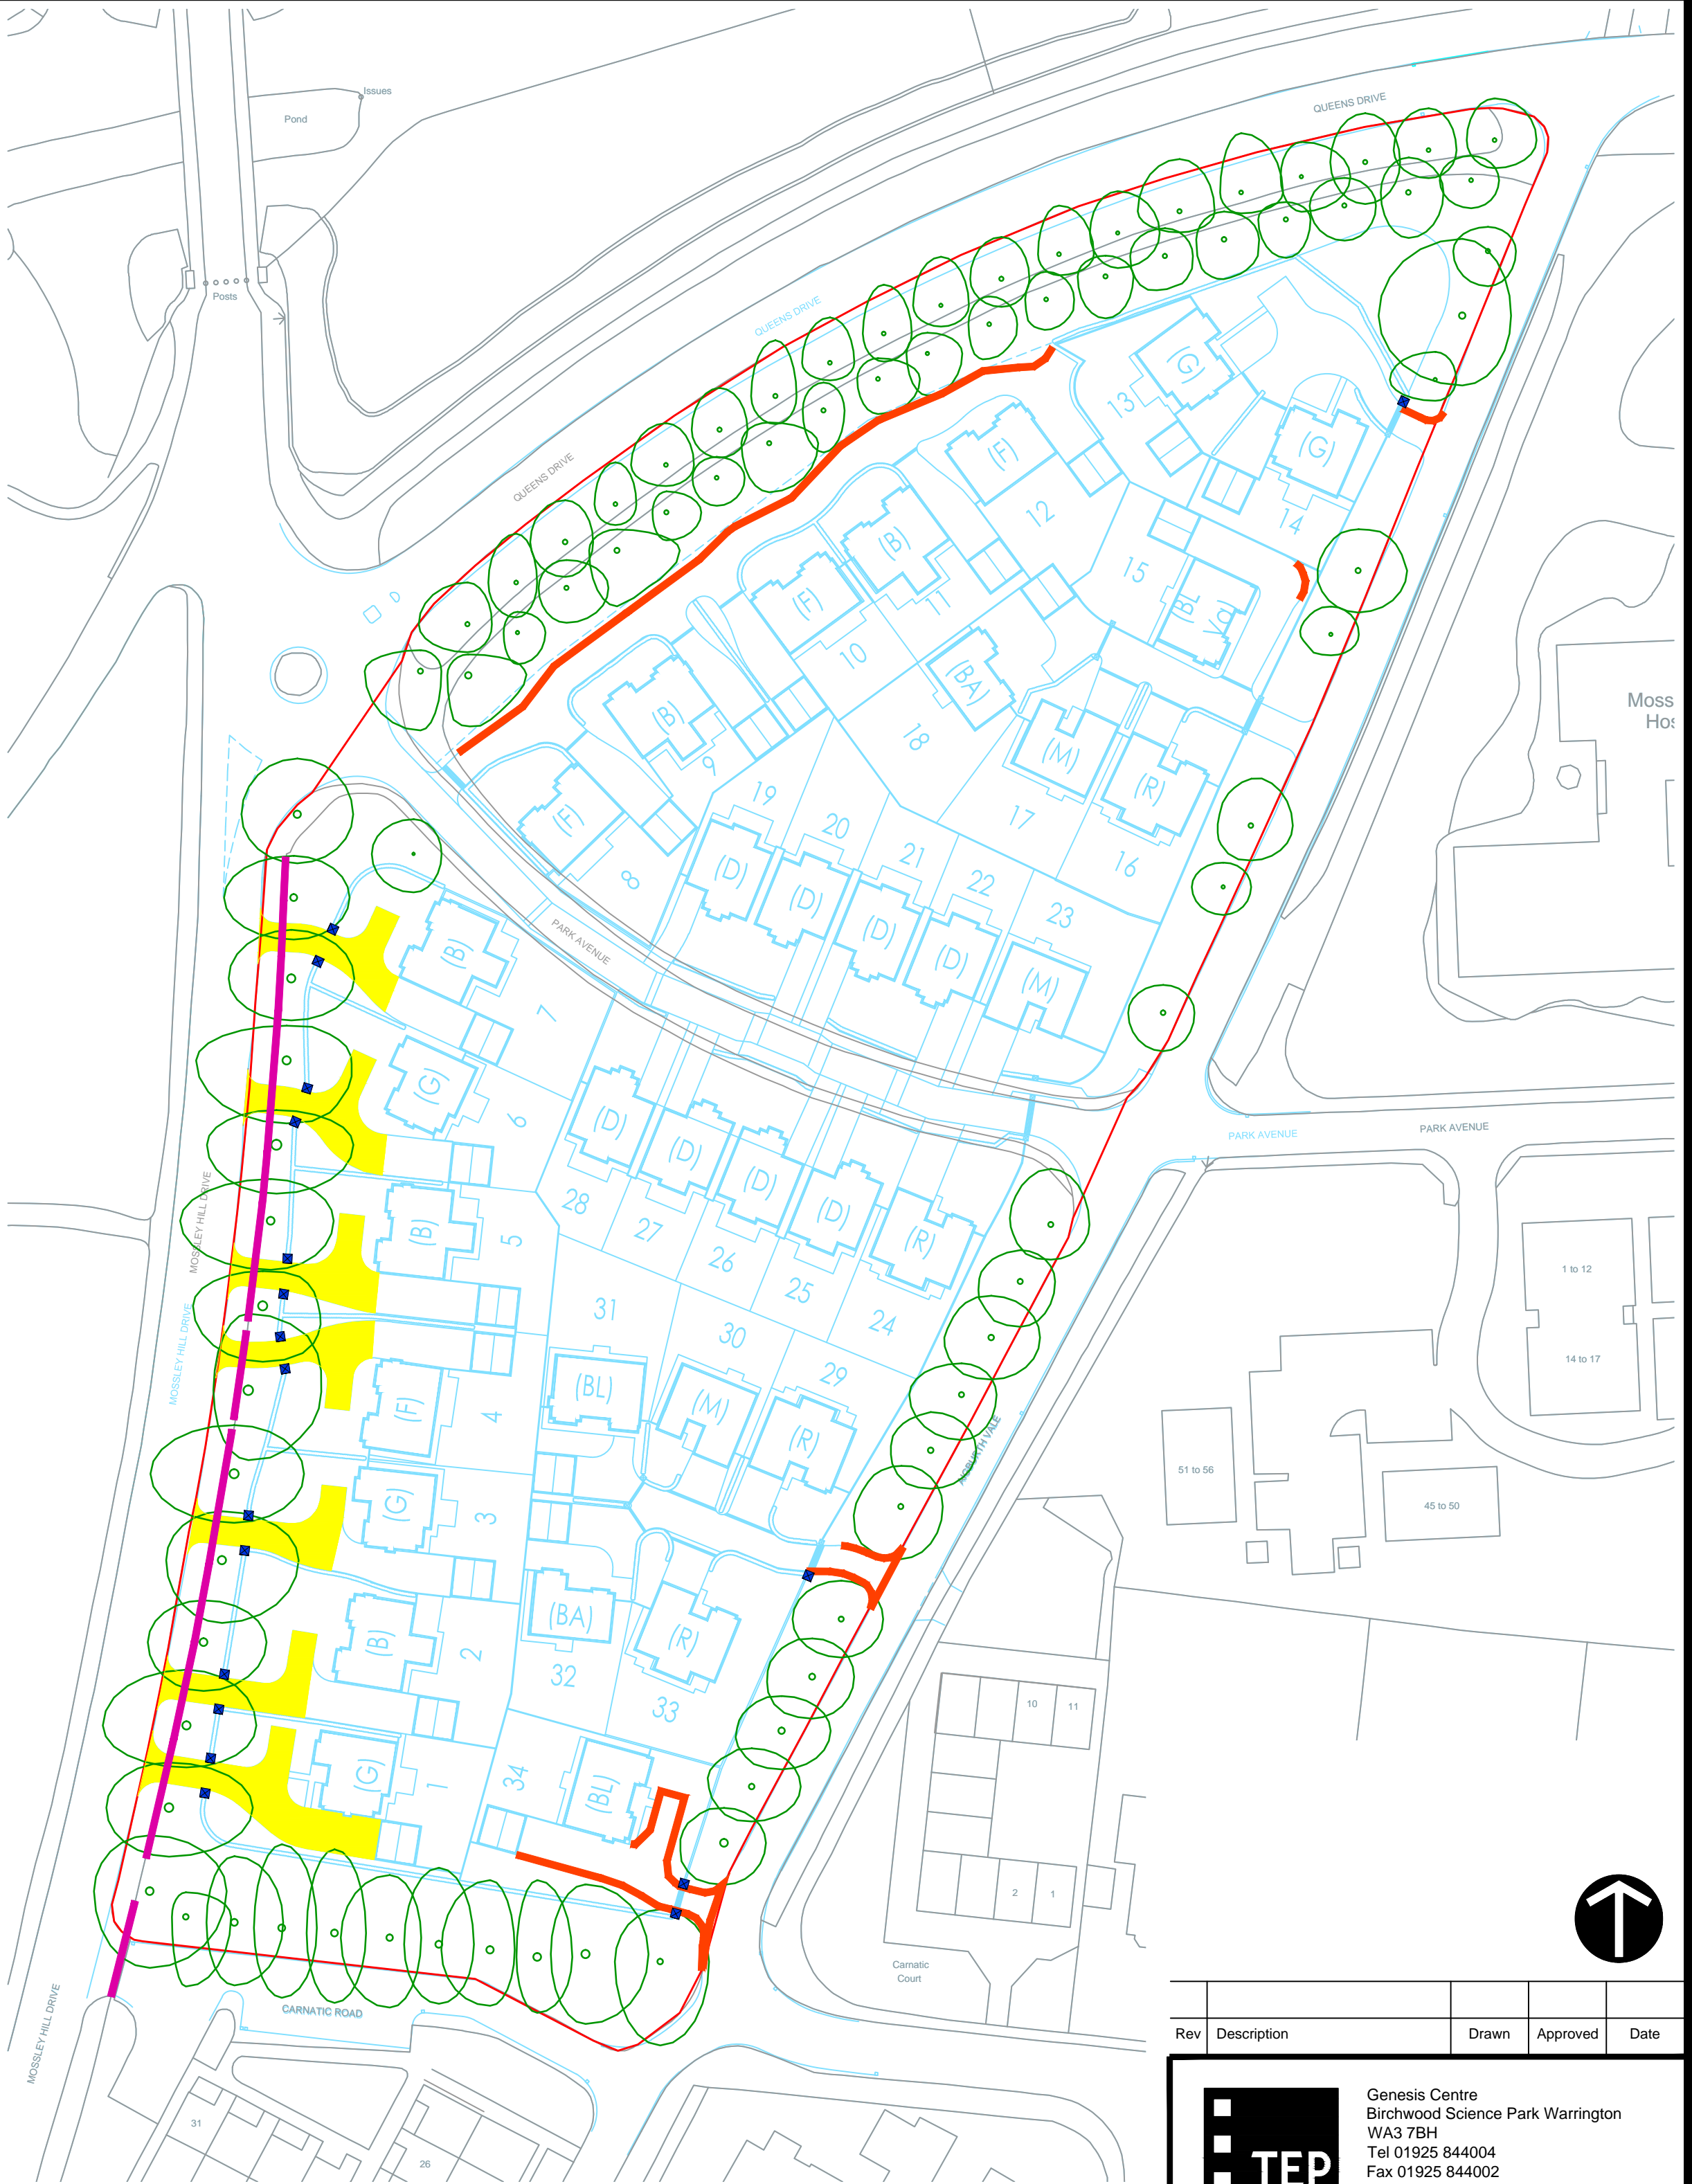 Issues
Pond
QUEENS DRIVE
Posts
QUEENS DRIVE
QUEENS DRIVE
(G)
13
(G)
(F)
12
14
(B)
11
15
(BL
(F)
10
(BA)
18
(B)
9
(M)
17
(R)
16
Moss
Hos
(F)
8
19
20
21
22
23
(D)
(D)
(D)
(D)
(M)
PARK AVENUE
(B)
7
(G)
6
PARK AVENUE
PARK AVENUE
(D)
(D)
(D)
(D)
(R)
28
27
26
25
24
MOSSLEY HILL DRIVE
MOSSLEY HILL DRIVE
(B)
5
31
30
29
(BL)
(M)
(R)
(F)
4
(G)
3
1 to 12
14 to 17
51 to 56
45 to 50
(BA)
32
(R)
33
(B)
2
10
11
(G)
1
34
(BL)
2
1
Carnatic
Court
CARNATIC ROAD
MOSSLEY HILL DRIVE
31
26
Rev Description Drawn Approved Date
TEP
Genesis Centre
Birchwood Science Park Warrington
WA3 7BH
Tel 01925 844004
Fax 01925 844002